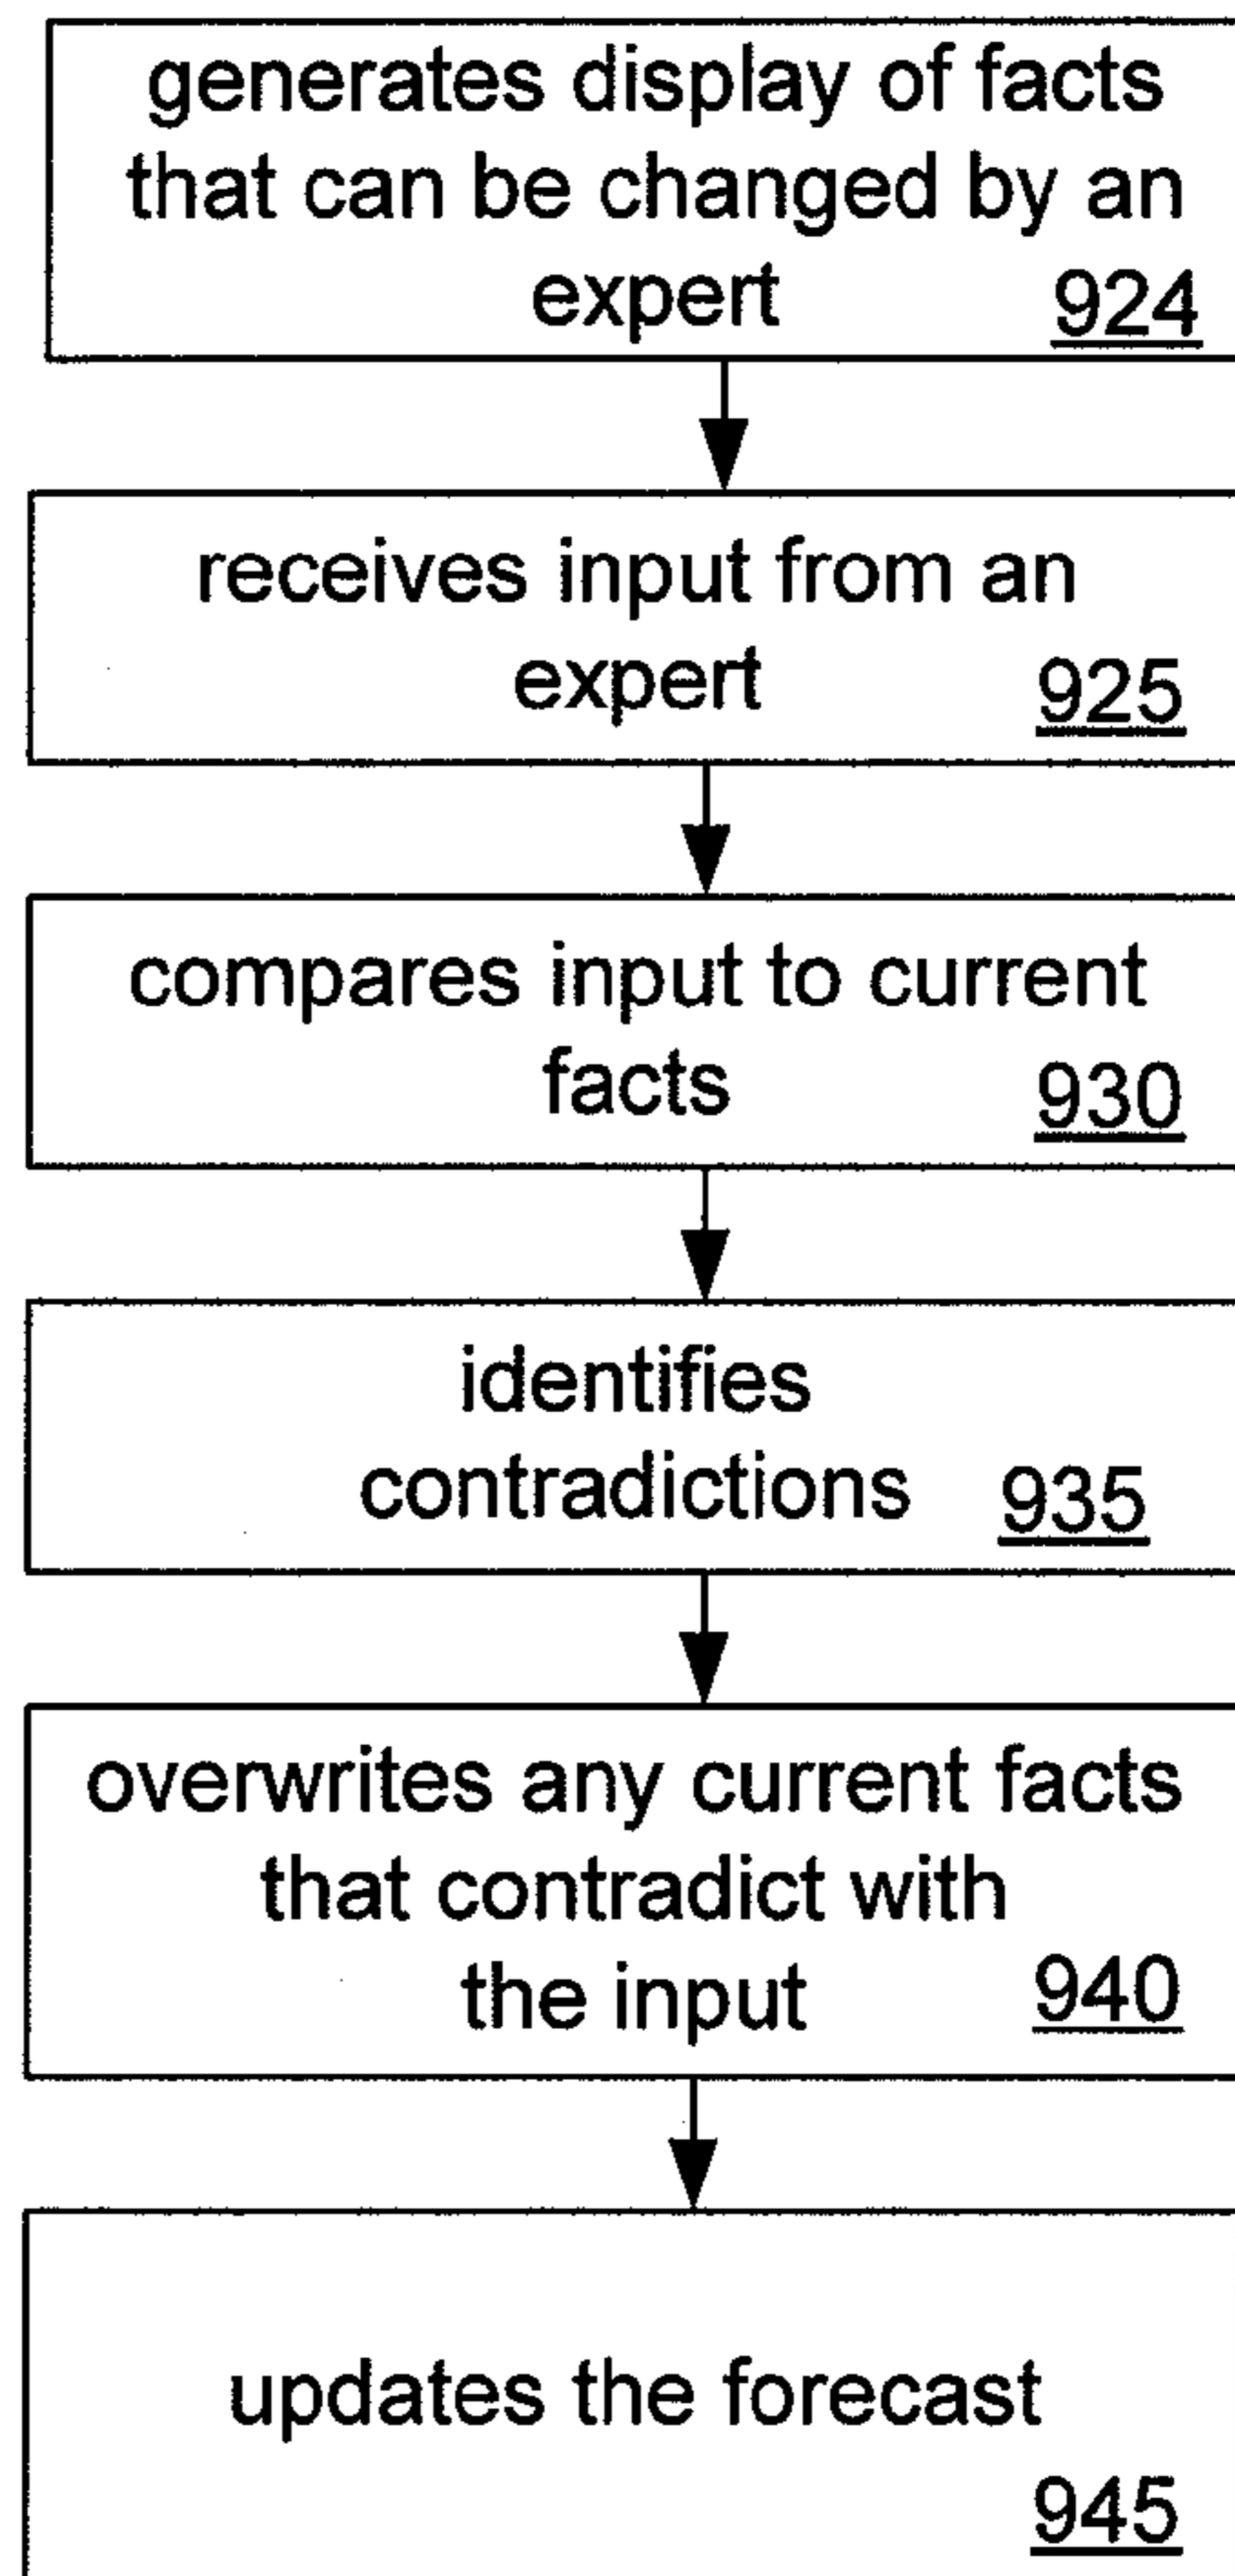 generates display of facts
that can be changed by an
expert 924
receives input from an
expert 925
compares input to current
facts 930
identifies
contradictions 935
overwrites any current facts
that contradict with
the input 940
updates the forecast
945